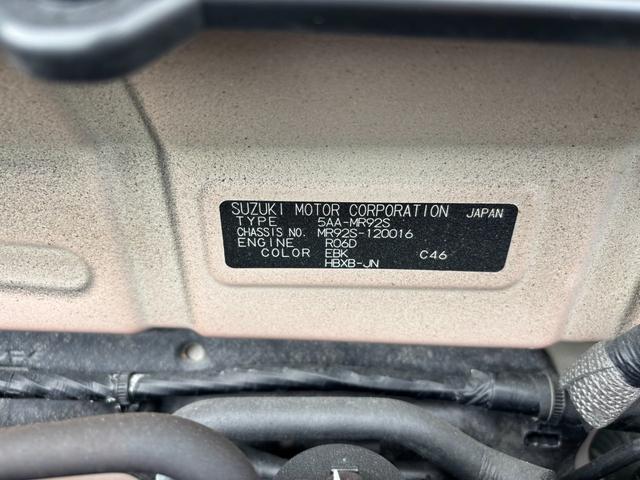 SUZUKI MOTOR CORPORATION JAPAN
TYPE 5AA-MR92S
CHASSIS NO. MR92S-120016
ENGINE R06D
COLOR EBK C46
HBXB-JN